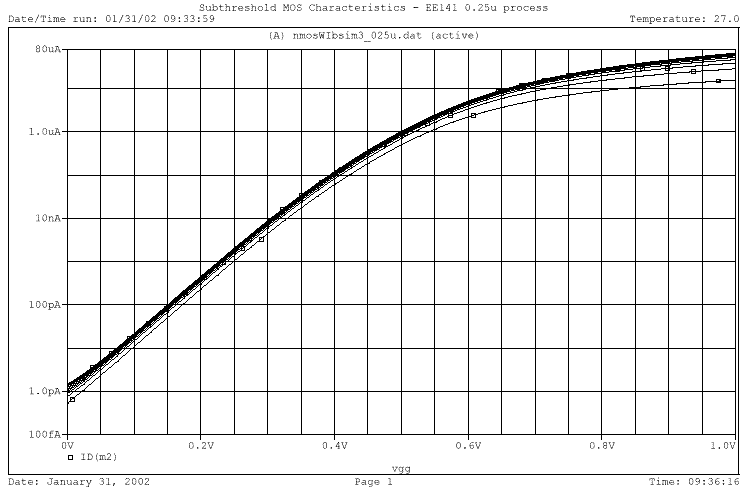 Subthreshold MOS Characteristics - EE141 0.25u process
Date/Time run: 01/31/02 09:33:59 Temperature: 27.0
(A) nmosWIbsim3_025u.dat (active)
80uA
1.0uA
10nA
100pA
1.0pA
100fA
0V 0.2V 0.4V 0.6V 0.8V 1.0V
ID(m2)
vgg
Date: January 31, 2002 Page 1 Time: 09:36:16